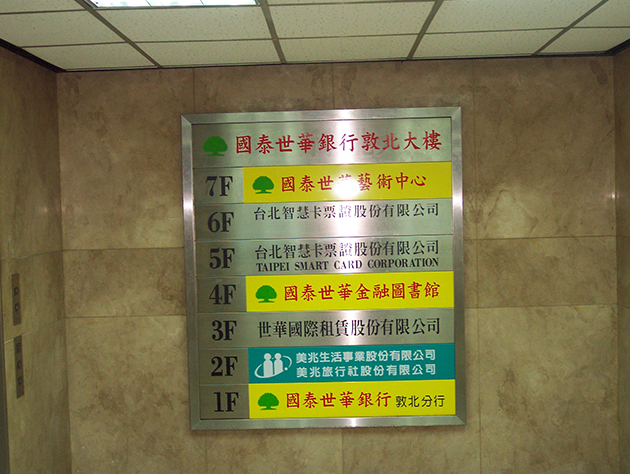 國泰世華銀行敦北大樓
7F 國泰世華藝術中心
6F 台北智慧卡票證股份有限公司
5F 台北智慧卡票證股份有限公司
TAIPEI SMART CARD CORPORATION
4F 國泰世華金融圖書館
3F 世華國際租賃股份有限公司
2F 美兆生活事業股份有限公司
美兆旅行社股份有限公司
1F 國泰世華銀行 敦北分行